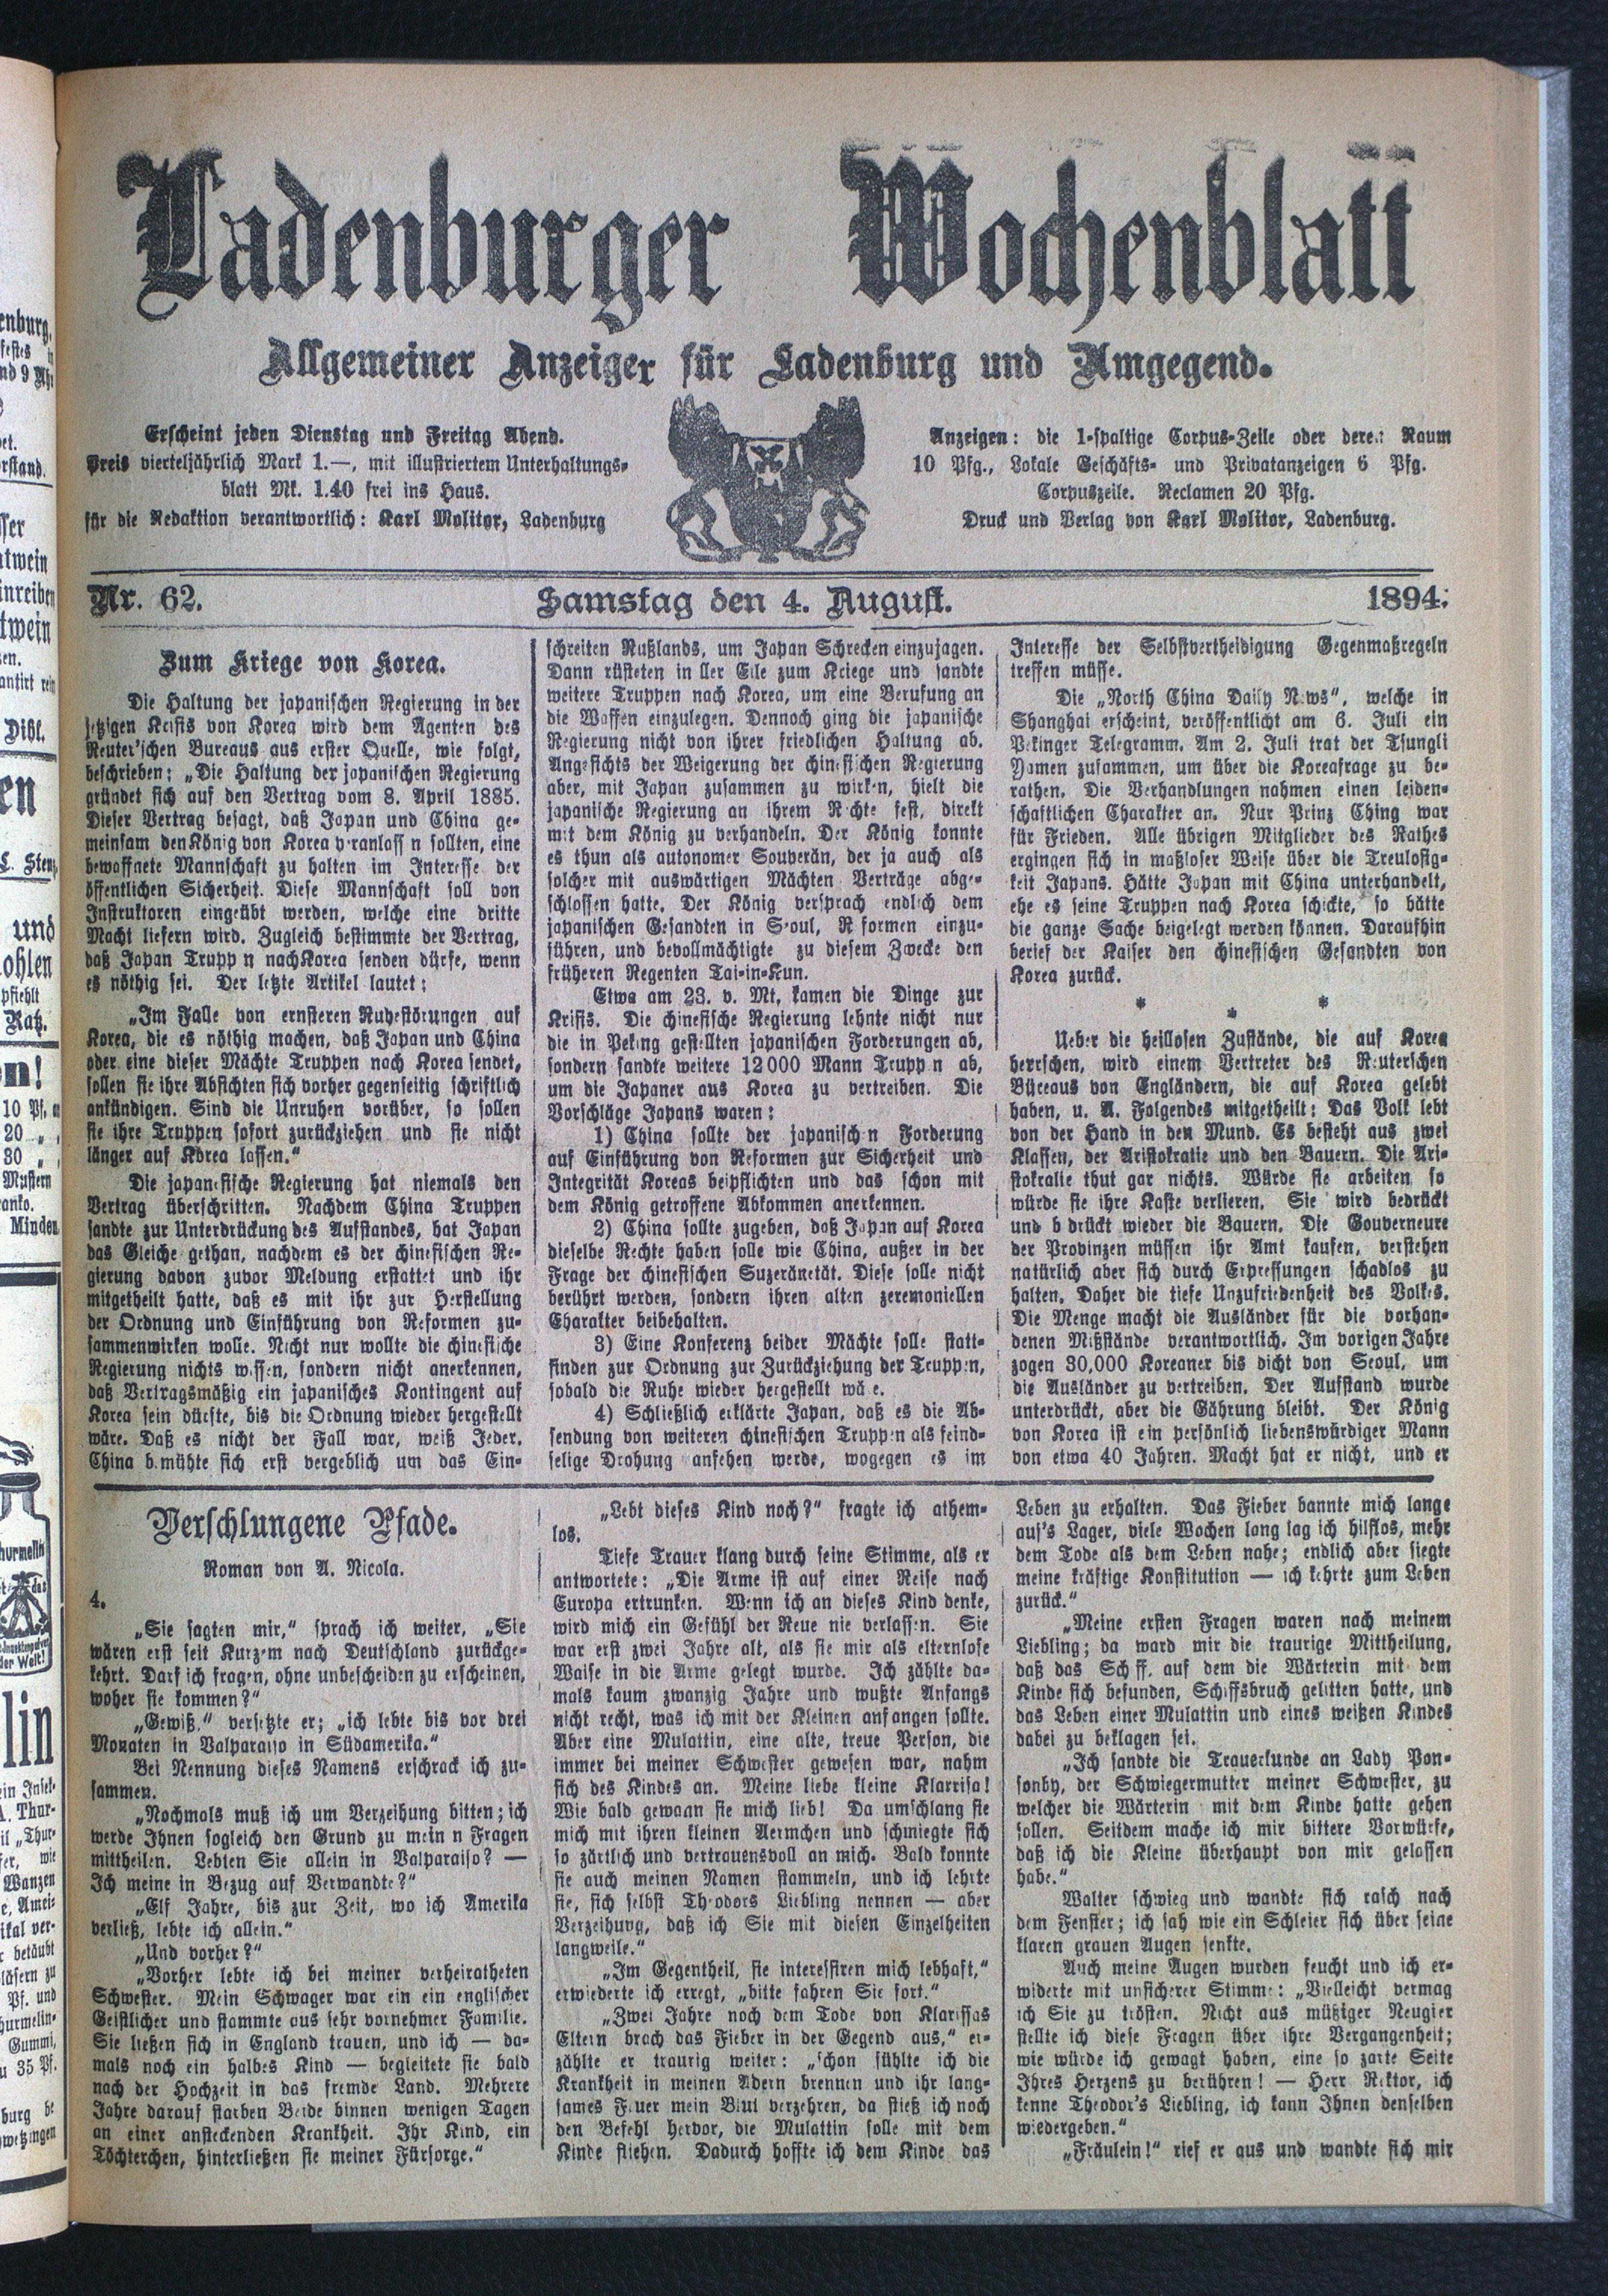 Ladenburger Wochenblatt
Allgemeiner Anzeiger für Ladenburg und Umgegend.
Erscheint jeden Dienstag und Freitag Abend.
Preis vierteljährlich Mark 1.—, mit illustriertem Unterhaltungs-
blatt Mk. 1.40 frei ins Haus.
für die Redaktion verantwortlich: Karl Molitor, Ladenburg
Anzeigen: die 1-spaltige Corpus-Zeile oder deren Raum
10 Pfg., Lokale Geschäfts- und Privatanzeigen 6 Pfg.
Corpuszeile. Reclamen 20 Pfg.
Druck und Verlag von Karl Molitor, Ladenburg.
Nr. 62. Samstag den 4. August. 1894.
Zum Kriege von Korea.
Die Haltung der japanischen Regierung in der
jetzigen Krisis von Korea wird dem Agenten des
Reuter'schen Bureaus aus erster Quelle, wie folgt,
beschrieben: „Die Haltung der japanischen Regierung
gründet sich auf den Vertrag vom 8. April 1885.
Dieser Vertrag besagt, daß Japan und China ge-
meinsam den König von Korea v ranlass n sollten, eine
bewaffnete Mannschaft zu halten im Interesse der
öffentlichen Sicherheit. Diese Mannschaft soll von
Instruktoren eingeübt werden, welche eine dritte
Macht liefern wird. Zugleich bestimmte der Vertrag,
daß Japan Trupp n nach Korea senden dürfe, wenn
es nöthig sei. Der letzte Artikel lautet:
„Im Falle von ernsteren Ruhestörungen auf
Korea, die es nöthig machen, daß Japan und China
oder eine dieser Mächte Truppen nach Korea sendet,
sollen sie ihre Absichten sich vorher gegenseitig schriftlich
ankündigen. Sind die Unruhen vorüber, so sollen
sie ihre Truppen sofort zurückziehen und sie nicht
länger auf Korea lassen.“
Die japanesische Regierung hat niemals den
Vertrag überschritten. Nachdem China Truppen
sandte zur Unterdrückung des Aufstandes, hat Japan
das Gleiche gethan, nachdem es der chinesischen Re-
gierung davon zuvor Meldung erstattet und ihr
mitgetheilt hatte, daß es mit ihr zur Herstellung
der Ordnung und Einführung von Reformen zu-
sammenwirken wolle. Nicht nur wollte die chinesische
Regierung nichts wissen, sondern nicht anerkennen,
daß Vertragsmäßig ein japanisches Kontingent auf
Korea sein dürfte, bis die Ordnung wieder hergestellt
wäre. Daß es nicht der Fall war, weiß Jeder.
China b mühte sich erst vergeblich um das Ein-
schreiten Rußlands, um Japan Schrecken einzujagen.
Dann rüsteten in ller Eile zum Kriege und sandte
weitere Truppen nach Korea, um eine Berufung an
die Waffen einzulegen. Dennoch ging die japanische
Regierung nicht von ihrer friedlichen Haltung ab.
Angesichts der Weigerung der chinesischen Regierung
aber, mit Japan zusammen zu wirken, hielt die
japanische Regierung an ihrem Rechte fest, direkt
mit dem König zu verhandeln. Der König konnte
es thun als autonomer Souverän, der ja auch als
solcher mit auswärtigen Mächten Verträge abge-
schlossen hatte. Der König versprach endlich dem
japanischen Gesandten in Seoul, R formen einzu-
führen, und bevollmächtigte zu diesem Zwecke den
früheren Regenten Tai-in-Kun.
Etwa am 23. v. Mt, kamen die Dinge zur
Krisis. Die chinesische Regierung lehnte nicht nur
die in Peking gestellten japanischen Forderungen ab,
sondern sandte weitere 12000 Mann Trupp n ab,
um die Japaner aus Korea zu vertreiben. Die
Vorschläge Japans waren:
1) China sollte der japanisch n Forderung
auf Einführung von Reformen zur Sicherheit und
Integrität Koreas beipflichten und das schon mit
dem König getroffene Abkommen anerkennen.
2) China sollte zugeben, daß Japan auf Korea
dieselbe Rechte haben solle wie China, außer in der
Frage der chinesischen Suzeränetät. Diese solle nicht
berührt werden, sondern ihren alten zeremoniellen
Charakter beibehalten.
3) Eine Konferenz beider Mächte solle statt-
finden zur Ordnung zur Zurückziehung der Truppen,
sobald die Ruhe wieder hergestellt wä e.
4) Schließlich erklärte Japan, daß es die Ab-
sendung von weiteren chinesischen Truppen als feind-
selige Drohung ansehen werde, wogegen es im
Interesse der Selbstvertheidigung Gegenmaßregeln
treffen müsse.
Die „North China Daily News“, welche in
Shanghai erscheint, veröffentlicht am 6. Juli ein
Pekinger Telegramm. Am 2. Juli trat der Tsungli
Yamen zusammen, um über die Koreafrage zu be-
rathen. Die Verhandlungen nahmen einen leiden-
schaftlichen Charakter an. Nur Prinz Ching war
für Frieden. Alle übrigen Mitglieder des Rathes
ergingen sich in maßloser Weise über die Treulosig-
keit Japans. Hätte Japan mit China unterhandelt,
ehe es seine Truppen nach Korea schickte, so hätte
die ganze Sache beigelegt werden können. Daraufhin
berief der Kaiser den chinesischen Gesandten von
Korea zurück.
* * *
Ueber die heillosen Zustände, die auf Korea
herrschen, wird einem Vertreter des Reuterschen
Büreaus von Engländern, die auf Korea gelebt
haben, u. A. Folgendes mitgetheilt: Das Volk lebt
von der Hand in den Mund. Es besteht aus zwei
Klassen, der Aristokratie und den Bauern. Die Ari-
stokratie thut gar nichts. Würde sie arbeiten so
würde sie ihre Kaste verlieren. Sie wird bedrückt
und b drückt wieder die Bauern. Die Gouverneure
der Provinzen müssen ihr Amt kaufen, verstehen
natürlich aber sich durch Erpressungen schadlos zu
halten. Daher die tiefe Unzufriedenheit des Volkes.
Die Menge macht die Ausländer für die vorhan-
denen Mißstände verantwortlich. Im vorigen Jahre
zogen 30,000 Koreaner bis dicht von Seoul, um
die Ausländer zu vertreiben. Der Aufstand wurde
unterdrückt, aber die Gährung bleibt. Der König
von Korea ist ein persönlich liebenswürdiger Mann
von etwa 40 Jahren. Macht hat er nicht, und er
Verschlungene Pfade.
Roman von A. Nicola.
4.
„Sie sagten mir,“ sprach ich weiter, „Sie
wären erst seit Kurzem nach Deutschland zurückge-
kehrt. Darf ich fragen, ohne unbescheiden zu erscheinen,
woher sie kommen?“
„Gewiß,“ versetzte er; „ich lebte bis vor drei
Monaten in Valparaiso in Südamerika.“
Bei Nennung dieses Namens erschrack ich zu-
sammen.
„Nochmals muß ich um Verzeihung bitten; ich
werde Ihnen sogleich den Grund zu mein n Fragen
mittheilen. Lebten Sie allein in Valparaiso? —
Ich meine in Bezug auf Verwandte?“
„Elf Jahre, bis zur Zeit, wo ich Amerika
verließ, lebte ich allein.“
„Und vorher?“
„Vorher lebte ich bei meiner verheiratheten
Schwester. Mein Schwager war ein ein englischer
Geistlicher und stammte aus sehr vornehmer Familie.
Sie ließen sich in England trauen, und ich — da-
mals noch ein halbes Kind — begleitete sie bald
nach der Hochzeit in das fremde Land. Mehrere
Jahre darauf starben Beide binnen wenigen Tagen
an einer ansteckenden Krankheit. Ihr Kind, ein
Töchterchen, hinterließen sie meiner Fürsorge.“
„Lebt dieses Kind noch?“ fragte ich athem-
los.
Tiefe Trauer klang durch seine Stimme, als er
antwortete: „Die Arme ist auf einer Reise nach
Europa ertrunken. Wenn ich an dieses Kind denke,
wird mich ein Gefühl der Reue nie verlassen. Sie
war erst zwei Jahre alt, als sie mir als elternlose
Waise in die Arme gelegt wurde. Ich zählte da-
mals kaum zwanzig Jahre und wußte Anfangs
nicht recht, was ich mit der Kleinen anfangen sollte.
Aber eine Mulattin, eine alte, treue Person, die
immer bei meiner Schwester gewesen war, nahm
sich des Kindes an. Meine liebe kleine Klarrisa!
Wie bald gewann sie mich lieb! Da umschlang sie
mich mit ihren kleinen Aermchen und schmiegte sich
so zärtlich und vertrauensvoll an mich. Bald konnte
sie auch meinen Namen stammeln, und ich lehrte
sie, sich selbst Theodors Liebling nennen — aber
Verzeihung, daß ich Sie mit diesen Einzelheiten
langweile.“
„Im Gegentheil, sie interessiren mich lebhaft,“
erwiederte ich erregt, „bitte fahren Sie fort.“
„Zwei Jahre noch dem Tode von Klarissas
Eltern brach das Fieber in der Gegend aus,“ er-
zählte er traurig weiter: „schon fühlte ich die
Krankheit in meinen Adern brennen und ihr lang-
sames F uer mein Blut verzehren, da stieß ich noch
den Befehl hervor, die Mulattin solle mit dem
Kinde fliehen. Dadurch hoffte ich dem Kinde das
Leben zu erhalten. Das Fieber bannte mich lange
auf's Lager, viele Wochen lang lag ich hilflos, mehr
dem Tode als dem Leben nahe; endlich aber siegte
meine kräftige Konstitution — ich kehrte zum Leben
zurück.“
„Meine ersten Fragen waren nach meinem
Liebling; da ward mir die traurige Mittheilung,
daß das Sch ff, auf dem die Wärterin mit dem
Kinde sich befunden, Schiffsbruch gelitten hatte, und
das Leben einer Mulattin und eines weißen Kindes
dabei zu beklagen sei.
„Ich sandte die Trauerkunde an Lady Pon-
sonby, der Schwiegermutter meiner Schwester, zu
welcher die Wärterin mit dem Kinde hatte gehen
sollen. Seitdem mache ich mir bittere Vorwürfe,
daß ich die Kleine überhaupt von mir gelassen
habe.“
Walter schwieg und wandte sich rasch nach
dem Fenster; ich sah wie ein Schleier sich über seine
klaren grauen Augen senkte.
Auch meine Augen wurden feucht und ich er-
widerte mit unsicherer Stimme: „Vielleicht vermag
ich Sie zu trösten. Nicht aus müßiger Neugier
stellte ich diese Fragen über ihre Vergangenheit;
wie würde ich gewagt haben, eine so zarte Seite
Ihres Herzens zu berühren! — Herr Rektor, ich
kenne Theodor's Liebling, ich kann Ihnen denselben
wiedergeben.“
„Fräulein!“ rief er aus und wandte sich mir